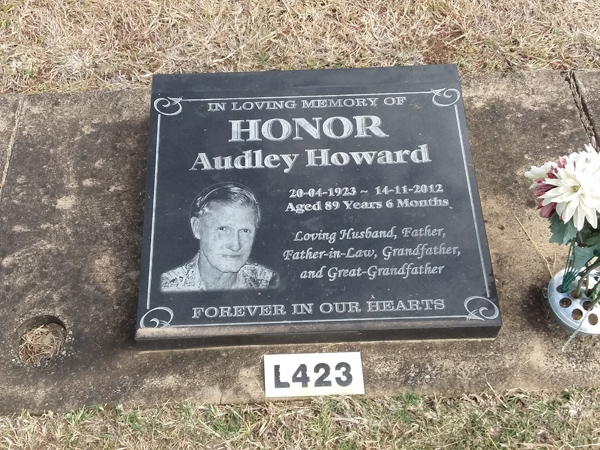 IN LOVING MEMORY OF
HONOR
Audley Howard
20-04-1923 ~ 14-11-2012
Aged 89 Years 6 Months
Loving Husband, Father,
Father-in-Law, Grandfather,
and Great-Grandfather
FOREVER IN OUR HEARTS
L423